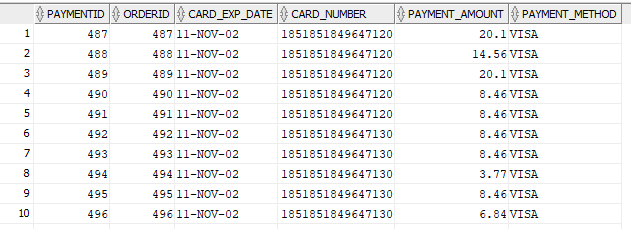 PAYMENTID ORDERID CARD_EXP_DATE CARD_NUMBER PAYMENT_AMOUNT PAYMENT_METHOD
1 487 487 11-NOV-02 1851851849647120 20.1 VISA
2 488 488 11-NOV-02 1851851849647120 14.56 VISA
3 489 489 11-NOV-02 1851851849647120 20.1 VISA
4 490 490 11-NOV-02 1851851849647120 8.46 VISA
5 491 491 11-NOV-02 1851851849647120 8.46 VISA
6 492 492 11-NOV-02 1851851849647130 8.46 VISA
7 493 493 11-NOV-02 1851851849647130 8.46 VISA
8 494 494 11-NOV-02 1851851849647130 3.77 VISA
9 495 495 11-NOV-02 1851851849647130 8.46 VISA
10 496 496 11-NOV-02 1851851849647130 6.84 VISA